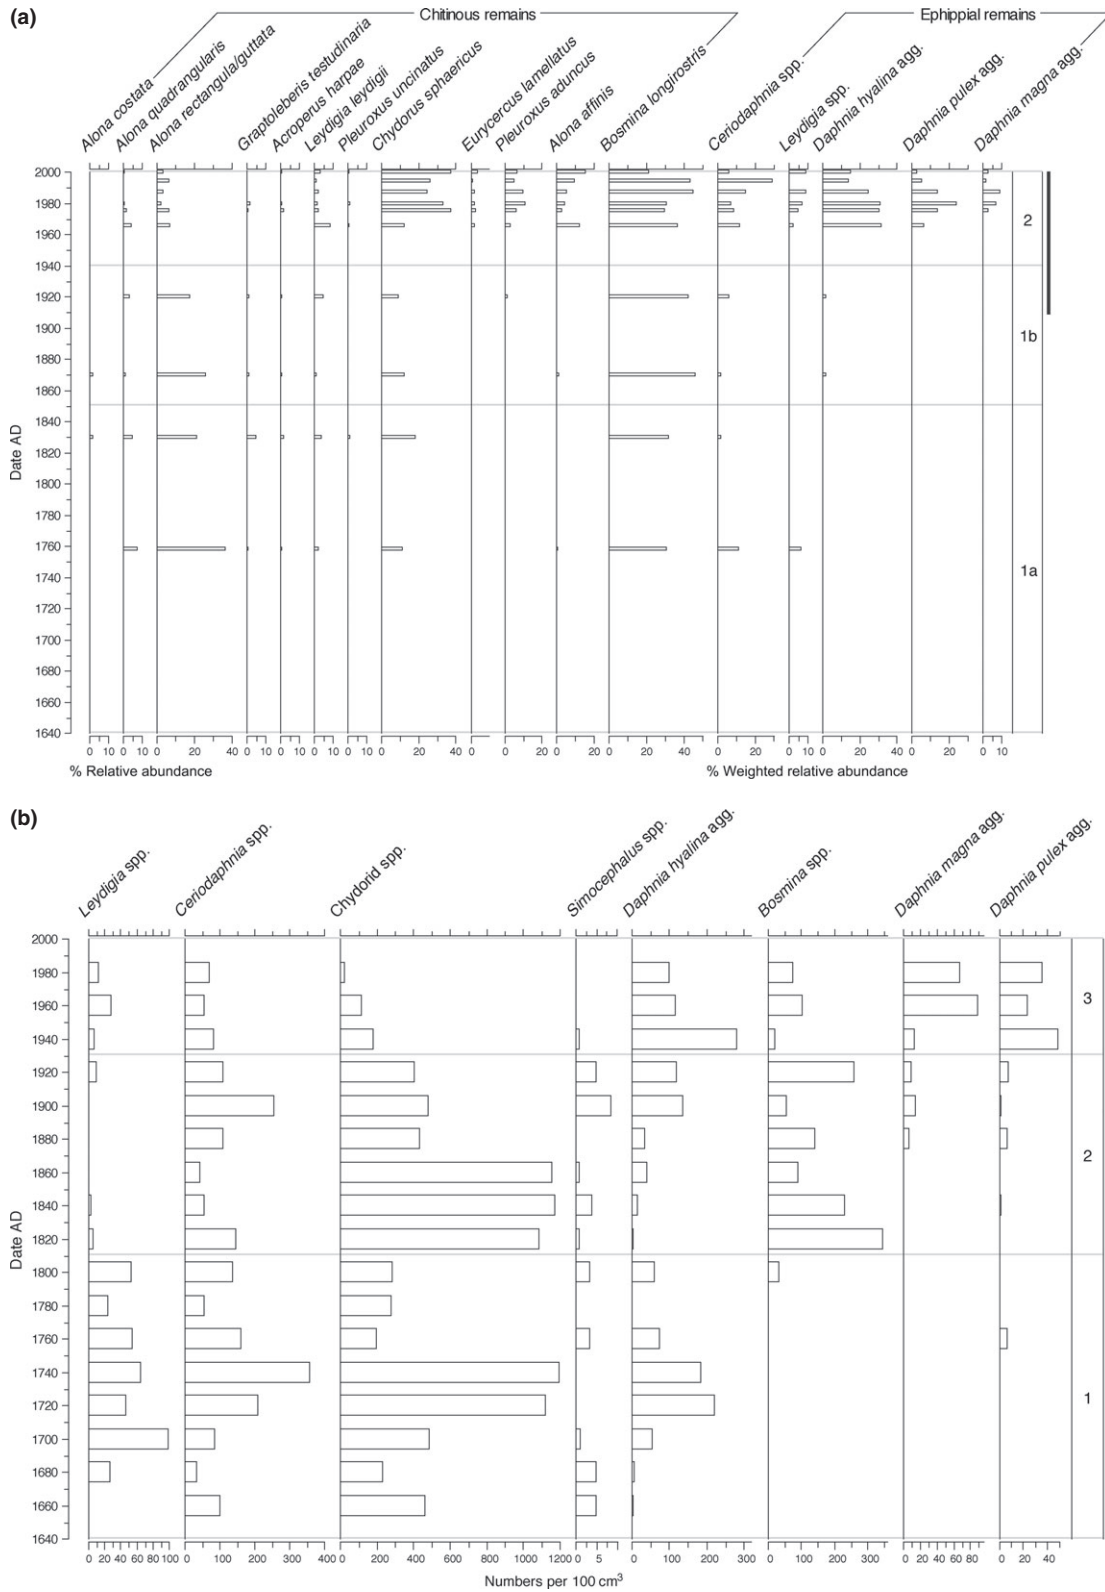 (a)
Chitinous remains
Ephippial remains
Alona costata
Alona quadrangularis
Alona rectangula/guttata
Graptoleberis testudinaria
Acroperus harpae
Leydigia leydigii
Pleuroxus uncinatus
Chydorus sphaericus
Eurycercus lamellatus
Pleuroxus aduncus
Alona affinis
Bosmina longirostris
Ceriodaphnia spp.
Leydigia spp.
Daphnia hyalina agg.
Daphnia pulex agg.
Daphnia magna agg.
2000
1980
1960
1940
1920
1900
1880
1860
1840
1820
1800
1780
1760
1740
1720
1700
1680
1660
1640
Date AD
2
1b
1a
0 10 0 10 0 20 40 0 10 0 10 0 10 0 10 0 20 40 0 10 0 10 0 10 20 0 20 40 0 20 0 10 0 20 40 0 20 0 10
% Relative abundance
% Weighted relative abundance
(b)
Leydigia spp.
Ceriodaphnia spp.
Chydorid spp.
Simocephalus spp.
Daphnia hyalina agg.
Bosmina spp.
Daphnia magna agg.
Daphnia pulex agg.
2000
1980
1960
1940
1920
1900
1880
1860
1840
1820
1800
1780
1760
1740
1720
1700
1680
1660
1640
Date AD
3
2
1
0 20 40 60 80 100 0 100 200 300 400 0 200 400 600 800 1000 1200 0 5 0 100 200 300 0 100 200 300 0 20 40 60 80 0 20 40
Numbers per 100 cm³